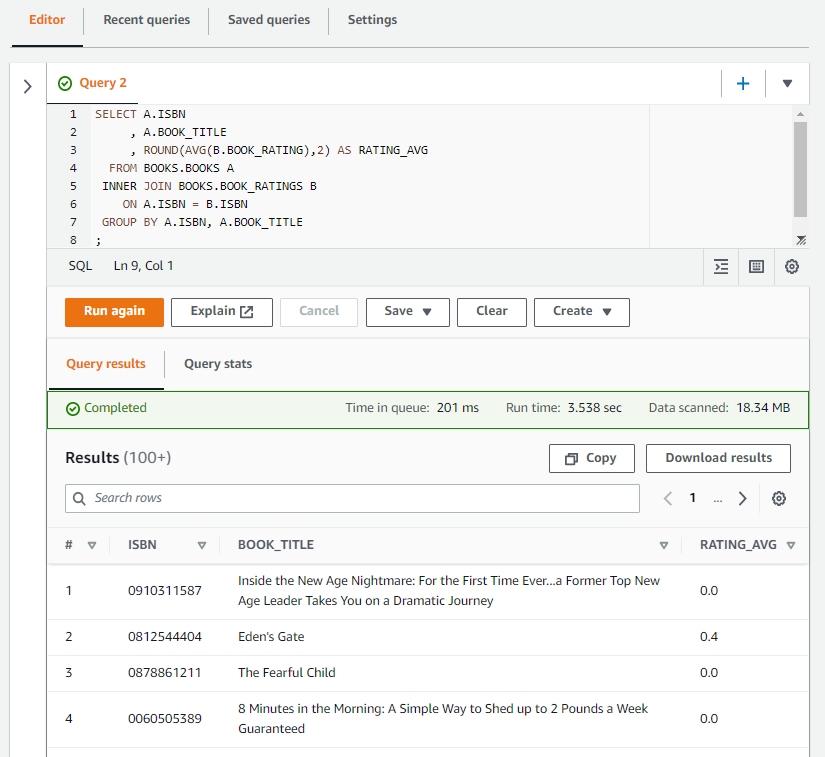 Editor Recent queries Saved queries Settings
Query 2
1 SELECT A.ISBN
2 , A.BOOK_TITLE
3 , ROUND(AVG(B.BOOK_RATING),2) AS RATING_AVG
4 FROM BOOKS.BOOKS A
5 INNER JOIN BOOKS.BOOK_RATINGS B
6 ON A.ISBN = B.ISBN
7 GROUP BY A.ISBN, A.BOOK_TITLE
8 ;
SQL Ln 9, Col 1
Run again Explain Cancel Save Clear Create
Query results Query stats
Completed Time in queue: 201 ms Run time: 3.538 sec Data scanned: 18.34 MB
Results (100+) Copy Download results
Search rows 1 ...
# ISBN BOOK_TITLE RATING_AVG
1 0910311587 Inside the New Age Nightmare: For the First Time Ever...a Former Top New 0.0
Age Leader Takes You on a Dramatic Journey
2 0812544404 Eden's Gate 0.4
3 0878861211 The Fearful Child 0.0
4 0060505389 8 Minutes in the Morning: A Simple Way to Shed up to 2 Pounds a Week 0.0
Guaranteed